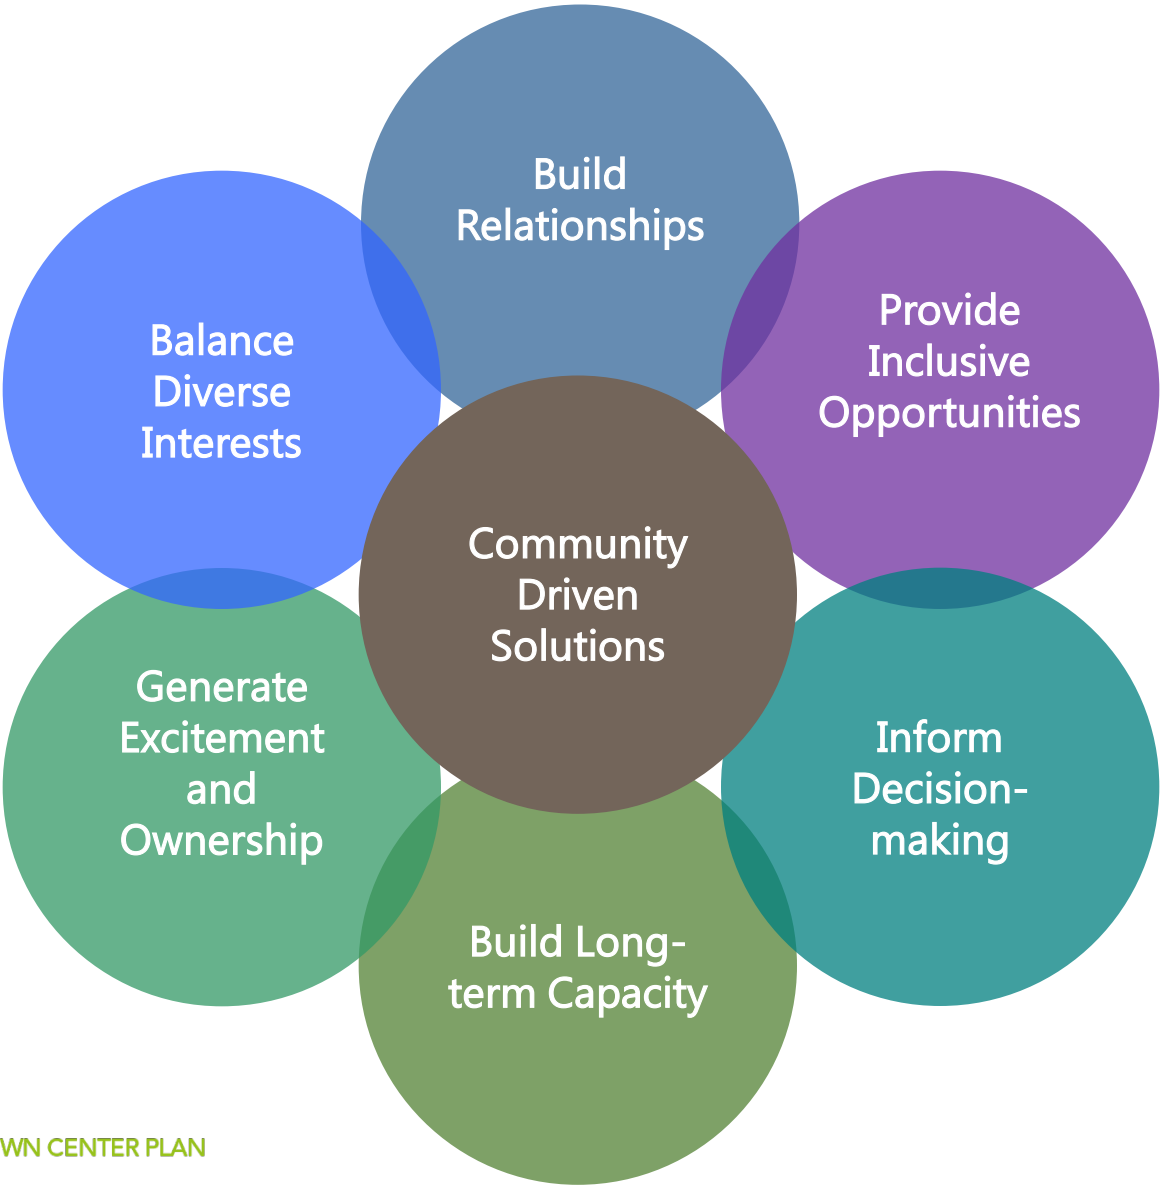 Build
Relationships
Provide
Inclusive
Opportunities
Balance
Diverse
Interests
Community
Driven
Solutions
Generate
Excitement
and
Ownership
Inform
Decision-
making
Build Long-
term Capacity
WN CENTER PLAN